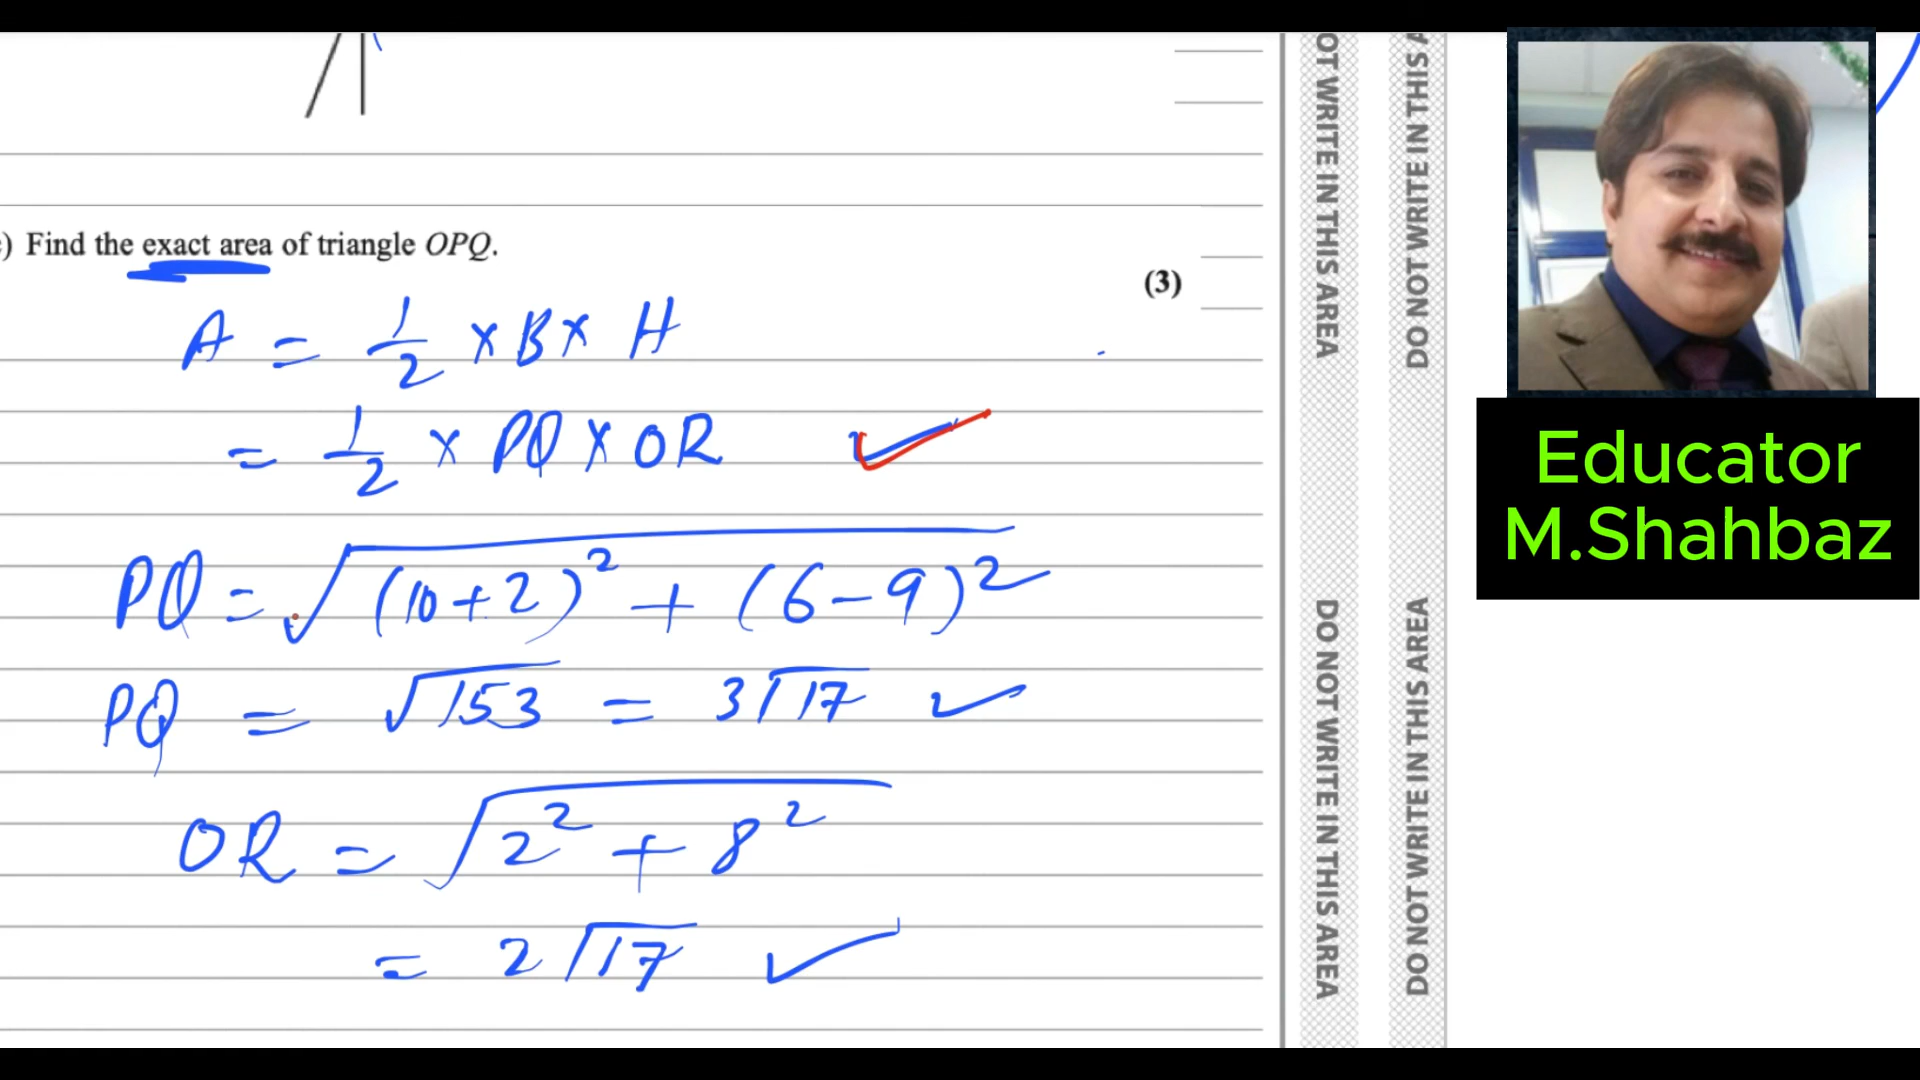 ) Find the exact area of triangle OPQ.
(3)
A = 1/2 × B × H
= 1/2 × PQ × OR ✓
PQ = √((10+2)² + (6-9)²)
PQ = √153 = 3√17 ✓
OR = √(2² + 8²)
= 2√17 ✓
OT WRITE IN THIS AREA
DO NOT WRITE IN THIS AREA
DO NOT WRITE IN THIS A
DO NOT WRITE IN THIS AREA
Educator
M.Shahbaz